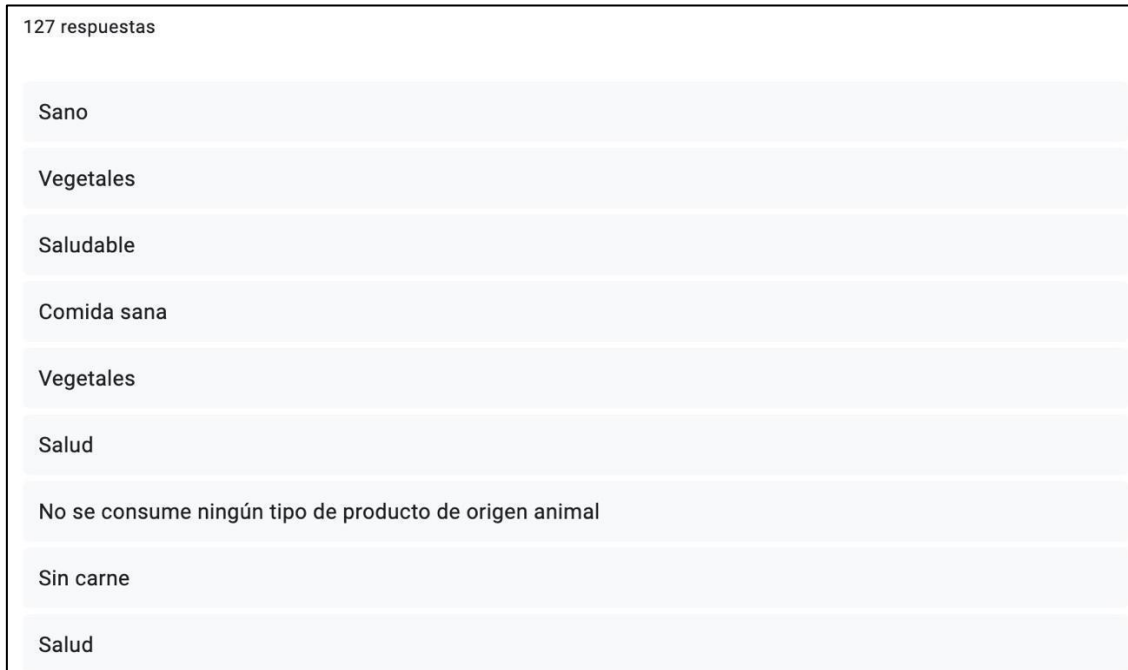 127 respuestas
Sano
Vegetales
Saludable
Comida sana
Vegetales
Salud
No se consume ningún tipo de producto de origen animal
Sin carne
Salud